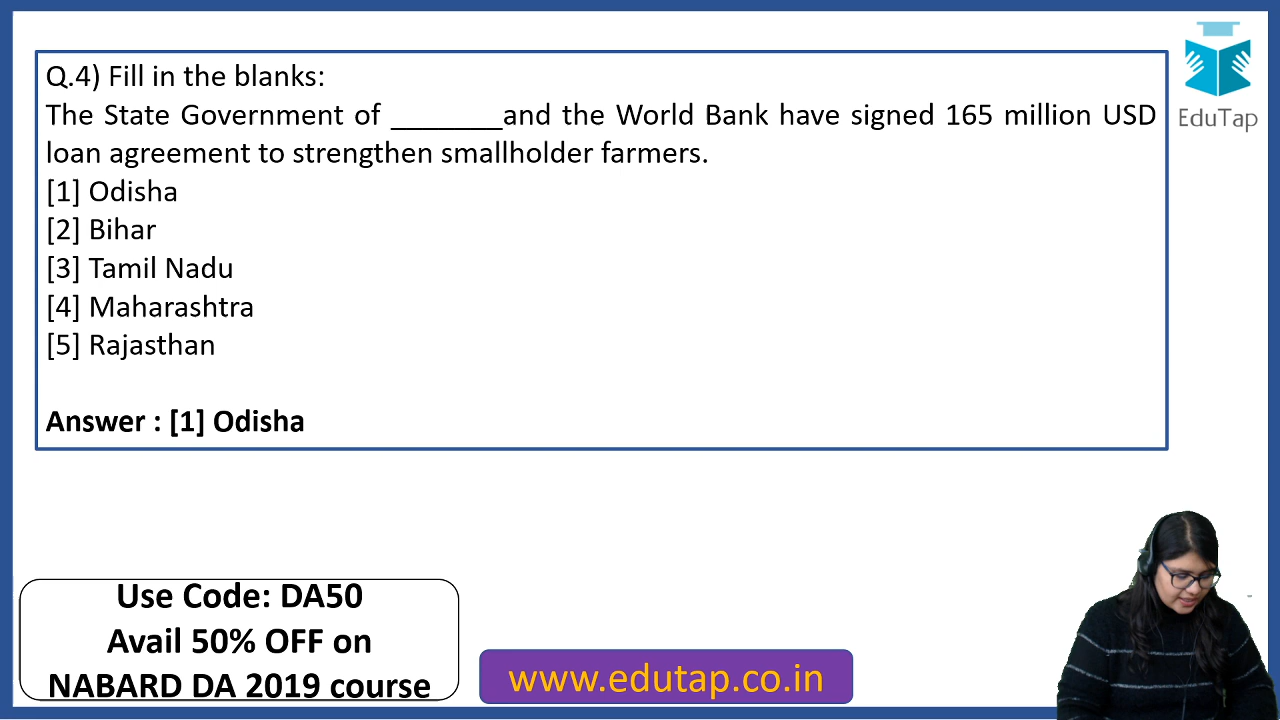 Q.4) Fill in the blanks:
The State Government of _______and the World Bank have signed 165 million USD
loan agreement to strengthen smallholder farmers.
[1] Odisha
[2] Bihar
[3] Tamil Nadu
[4] Maharashtra
[5] Rajasthan
Answer : [1] Odisha
EduTap
Use Code: DA50
Avail 50% OFF on
NABARD DA 2019 course
www.edutap.co.in